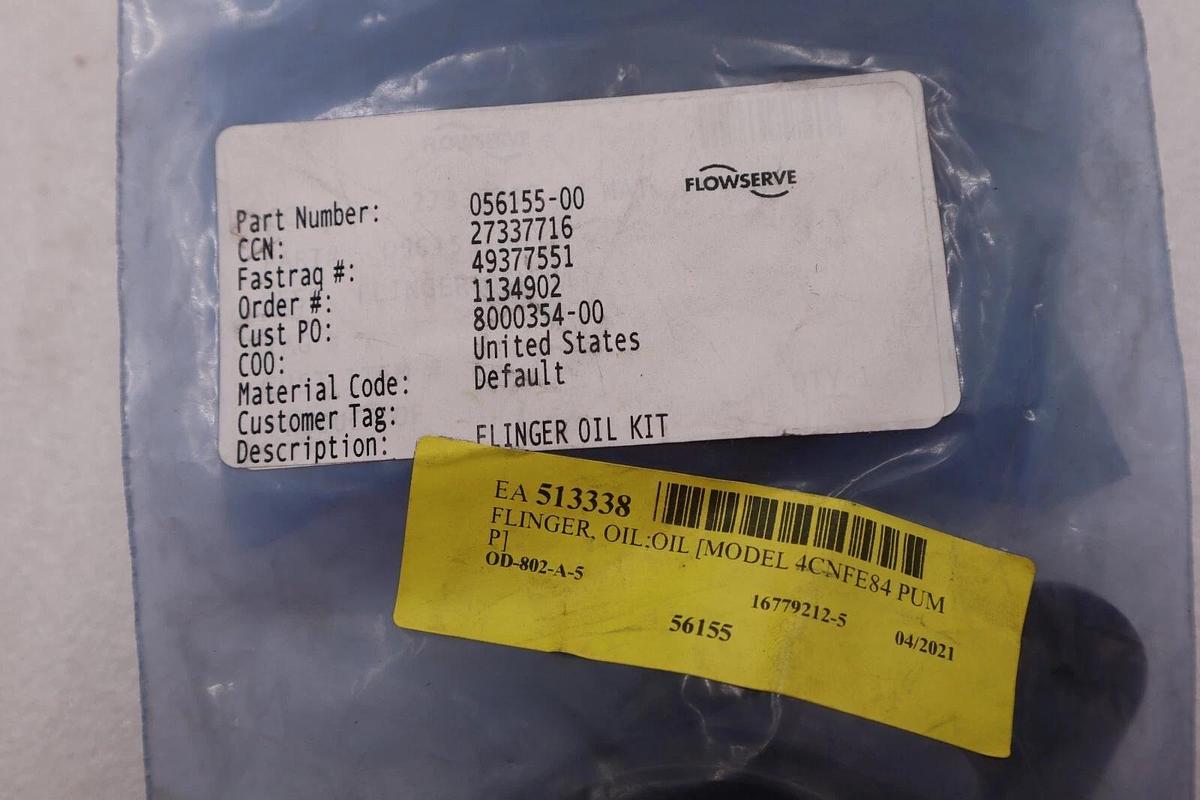 FLOWSERVE
Part Number: 056155-00
CCN: 27337716
Fastraq #: 49377551
Order #: 1134902
Cust PO: 8000354-00
COO: United States
Material Code: Default
Customer Tag:
Description: FLINGER OIL KIT
EA 513338
FLINGER, OIL:OIL [MODEL 4CNFE84 PUM
P]
OD-802-A-5
16779212-5
56155
04/2021